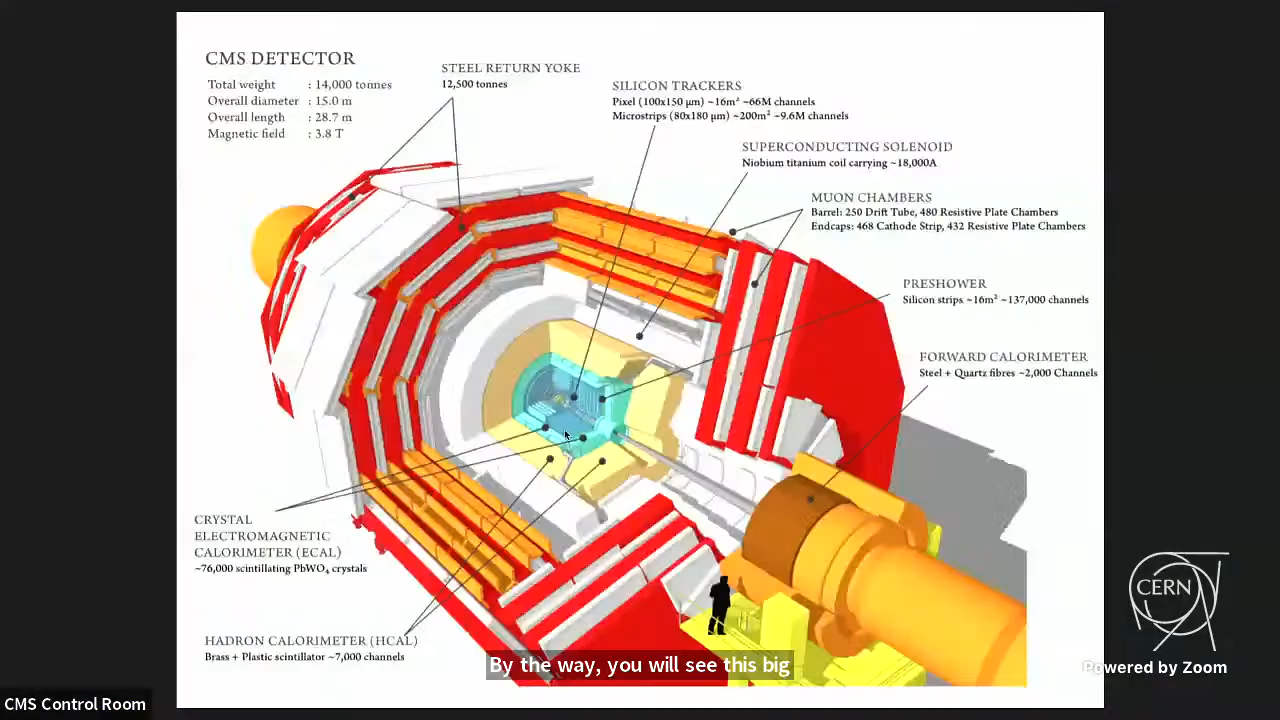 CMS DETECTOR
Total weight : 14,000 tonnes
Overall diameter : 15.0 m
Overall length : 28.7 m
Magnetic field : 3.8 T
STEEL RETURN YOKE
12,500 tonnes
SILICON TRACKERS
Pixel (100x150 μm) ~16m² ~66M channels
Microstrips (80x180 μm) ~200m² ~9.6M channels
SUPERCONDUCTING SOLENOID
Niobium titanium coil carrying ~18,000A
MUON CHAMBERS
Barrel: 250 Drift Tube, 480 Resistive Plate Chambers
Endcaps: 468 Cathode Strip, 432 Resistive Plate Chambers
PRESHOWER
Silicon strips ~16m² ~137,000 channels
FORWARD CALORIMETER
Steel + Quartz fibres ~2,000 Channels
CRYSTAL
ELECTROMAGNETIC
CALORIMETER (ECAL)
~76,000 scintillating PbWO₄ crystals
HADRON CALORIMETER (HCAL)
Brass + Plastic scintillator ~7,000 channels
By the way, you will see this big
CERN
Powered by Zoom
CMS Control Room